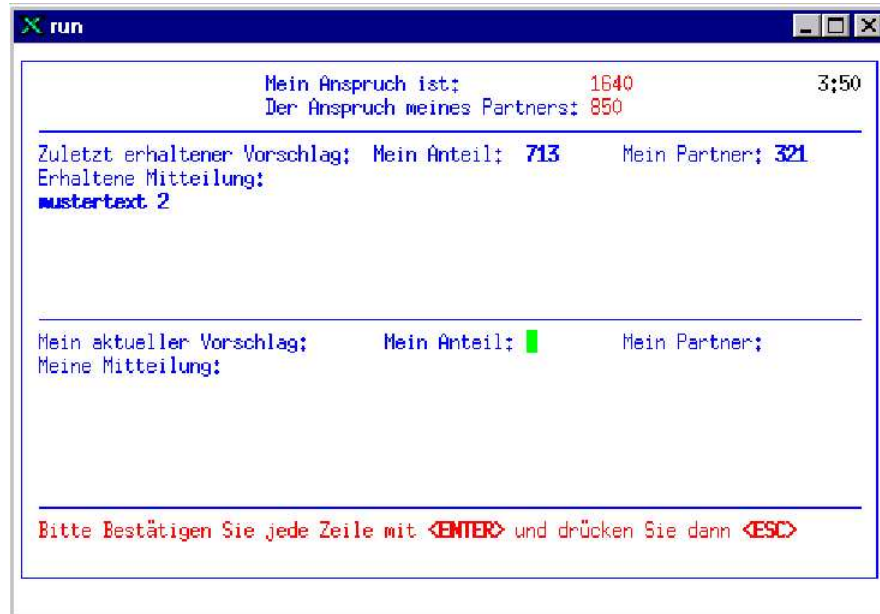 run
Mein Anspruch ist: 1640 3:50
Der Anspruch meines Partners: 850
Zuletzt erhaltener Vorschlag: Mein Anteil: 713 Mein Partner: 321
Erhaltene Mitteilung:
mustertext 2
Mein aktueller Vorschlag: Mein Anteil: Mein Partner:
Meine Mitteilung:
Bitte Bestätigen Sie jede Zeile mit <ENTER> und drücken Sie dann <ESC>